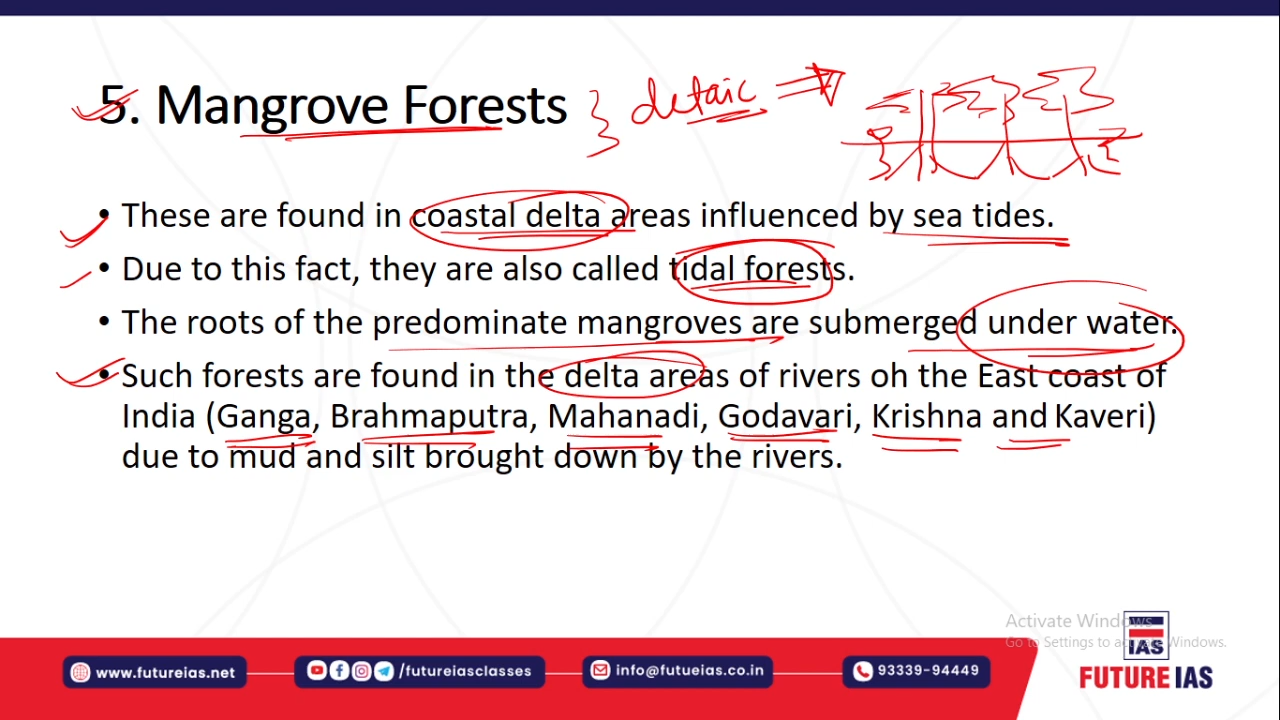 5. Mangrove Forests
detaic
• These are found in coastal delta areas influenced by sea tides.
• Due to this fact, they are also called tidal forests.
• The roots of the predominate mangroves are submerged under water.
• Such forests are found in the delta areas of rivers on the East coast of
India (Ganga, Brahmaputra, Mahanadi, Godavari, Krishna and Kaveri)
due to mud and silt brought down by the rivers.
Activate Windows
Go to Settings to activate Windows.
IAS
FUTURE IAS
www.futureias.net
/futureiasclasses
info@futueias.co.in
93339-94449